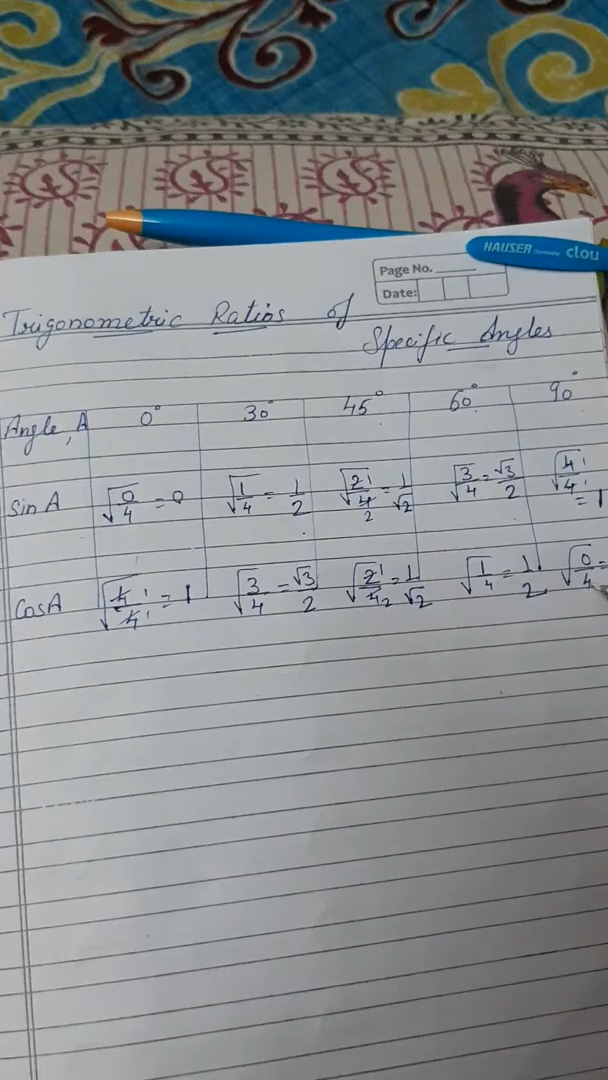 HAUSER Germany clou
Page No.
Date:
Trigonometric Ratios of
Specific Angles
Angle, A 0° 30° 45° 60° 90°
sin A √0/4 = 0 √1/4 = 1/2 √2/4 = 1/√2 √3/4 = √3/2 √4/4 = 1
Cos A √4/4 = 1 √3/4 = √3/2 √2/4 = 1/√2 √1/4 = 1/2 √0/4 =